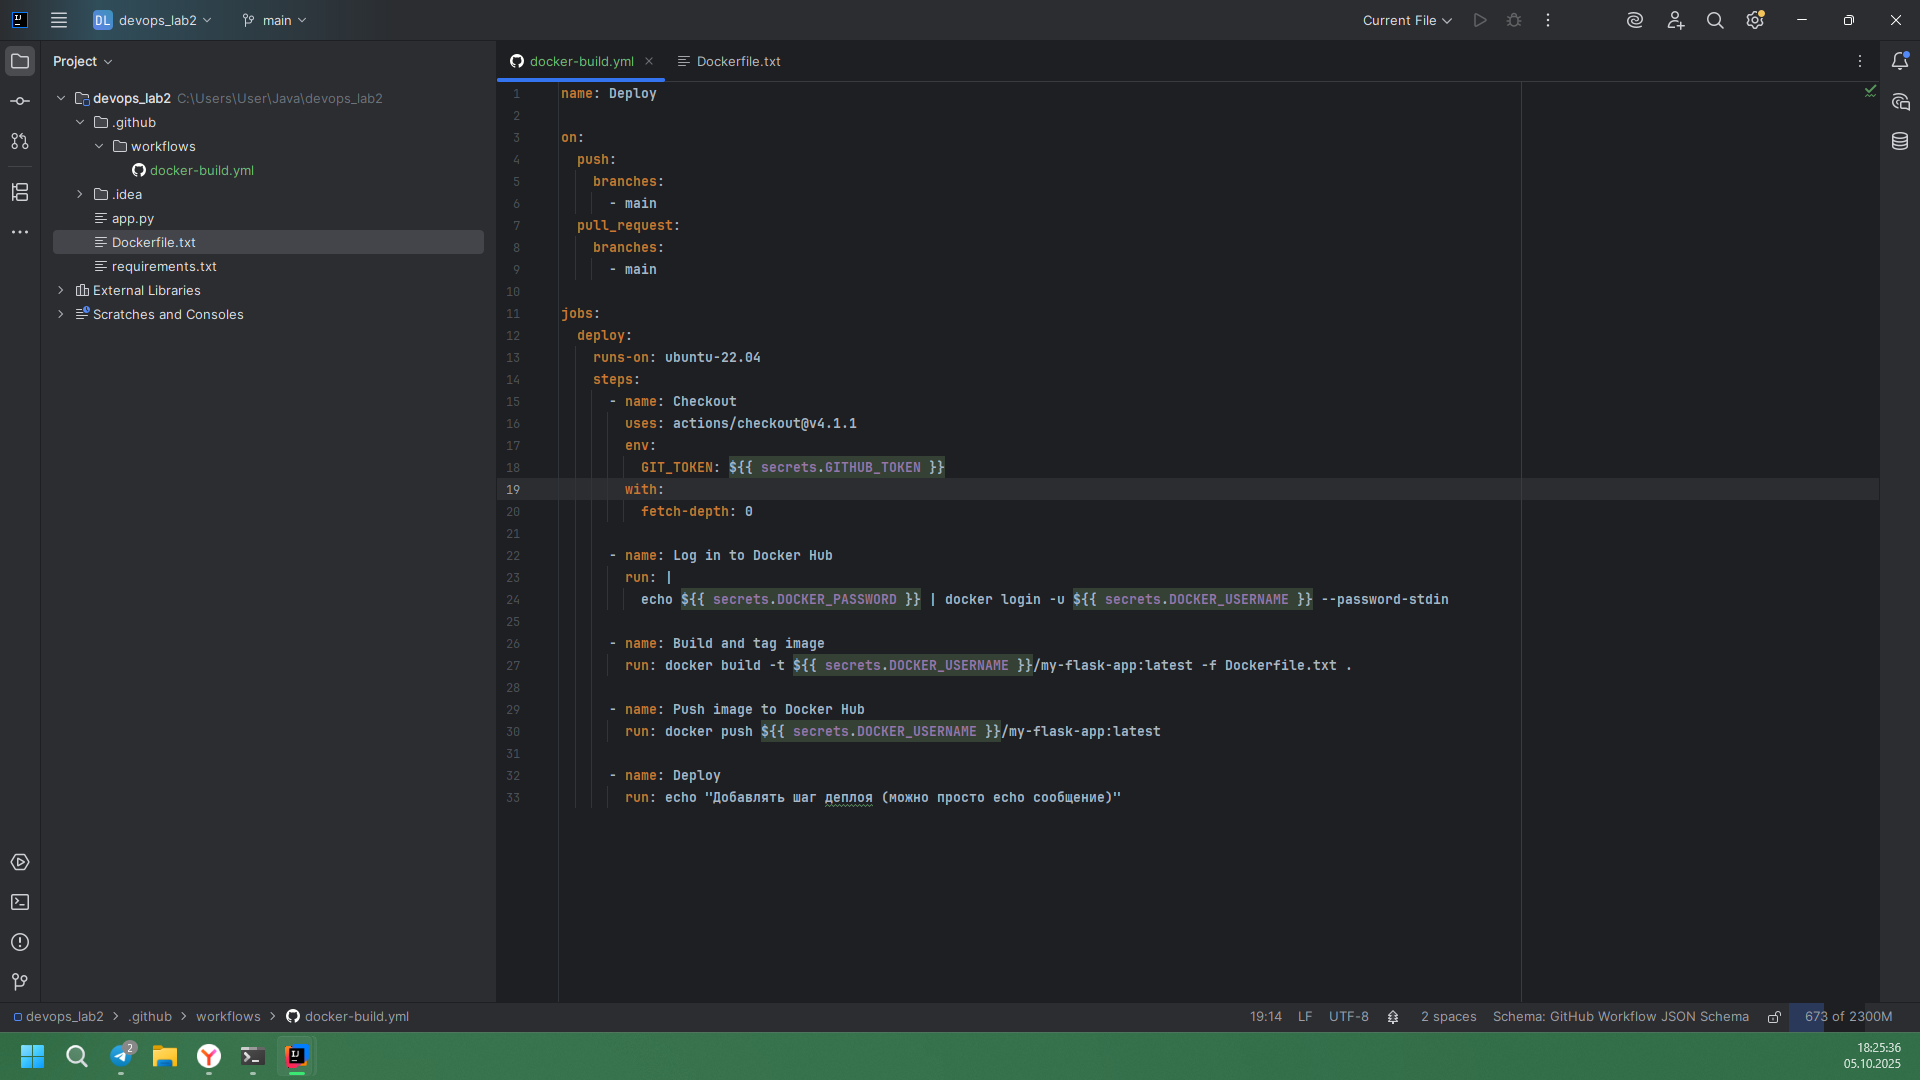 DL devops_lab2 main Current File
Project
devops_lab2 C:\Users\User\Java\devops_lab2
.github
workflows
docker-build.yml
.idea
app.py
Dockerfile.txt
requirements.txt
External Libraries
Scratches and Consoles
docker-build.yml Dockerfile.txt
1 name: Deploy
2
3 on:
4 push:
5 branches:
6 - main
7 pull_request:
8 branches:
9 - main
10
11 jobs:
12 deploy:
13 runs-on: ubuntu-22.04
14 steps:
15 - name: Checkout
16 uses: actions/checkout@v4.1.1
17 env:
18 GIT_TOKEN: ${{ secrets.GITHUB_TOKEN }}
19 with:
20 fetch-depth: 0
21
22 - name: Log in to Docker Hub
23 run: |
24 echo ${{ secrets.DOCKER_PASSWORD }} | docker login -u ${{ secrets.DOCKER_USERNAME }} --password-stdin
25
26 - name: Build and tag image
27 run: docker build -t ${{ secrets.DOCKER_USERNAME }}/my-flask-app:latest -f Dockerfile.txt .
28
29 - name: Push image to Docker Hub
30 run: docker push ${{ secrets.DOCKER_USERNAME }}/my-flask-app:latest
31
32 - name: Deploy
33 run: echo "Добавлять шаг деплоя (можно просто echo сообщение)"
devops_lab2 > .github > workflows > docker-build.yml 19:14 LF UTF-8 2 spaces Schema: GitHub Workflow JSON Schema 673 of 2300M
2
18:25:36
05.10.2025